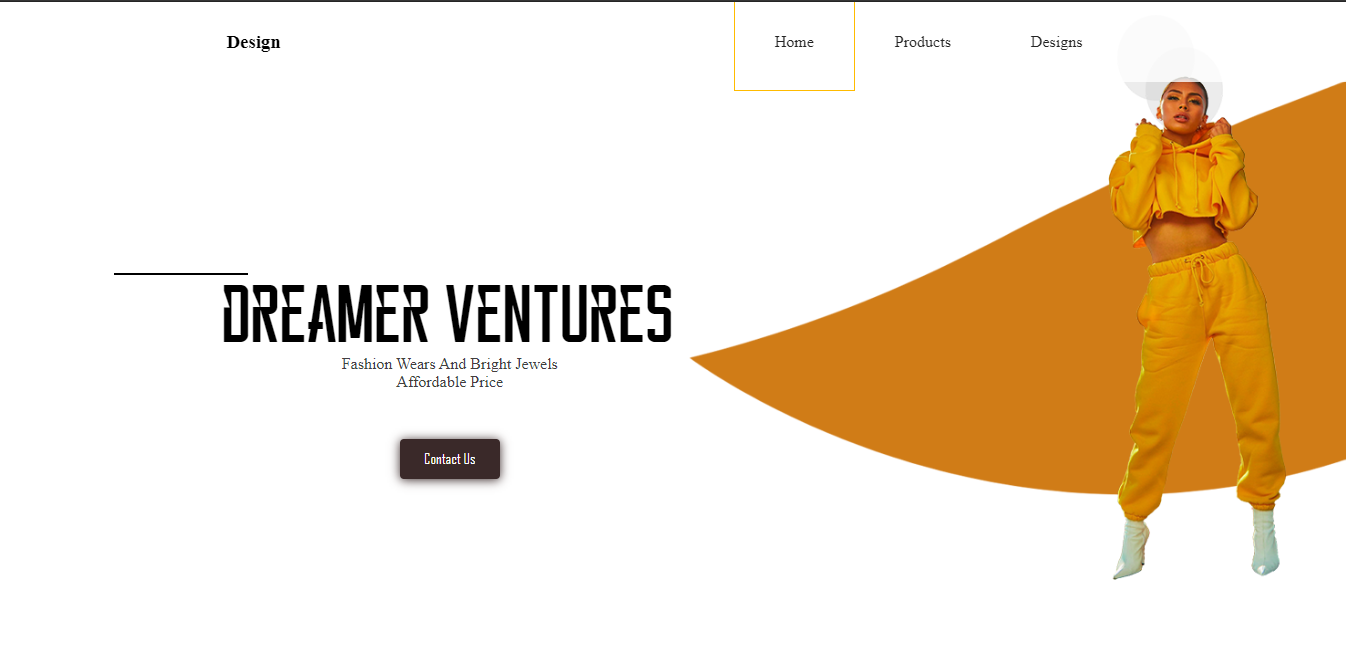 Design
Home
Products
Designs
DREAMER VENTURES
Fashion Wears And Bright Jewels
Affordable Price
Contact Us